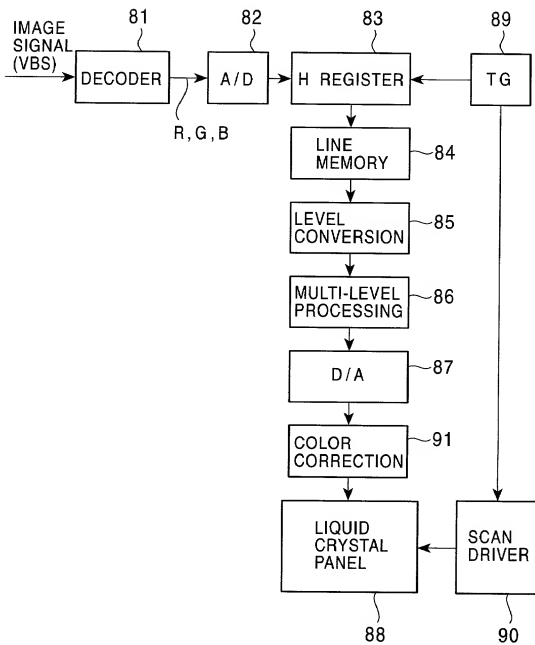 81
82
83
89
IMAGE
SIGNAL
(VBS)
DECODER
A/D
H REGISTER
TG
R, G, B
LINE
MEMORY
84
LEVEL
CONVERSION
85
MULTI-LEVEL
PROCESSING
86
D/A
87
COLOR
CORRECTION
91
LIQUID
CRYSTAL
PANEL
SCAN
DRIVER
88
90